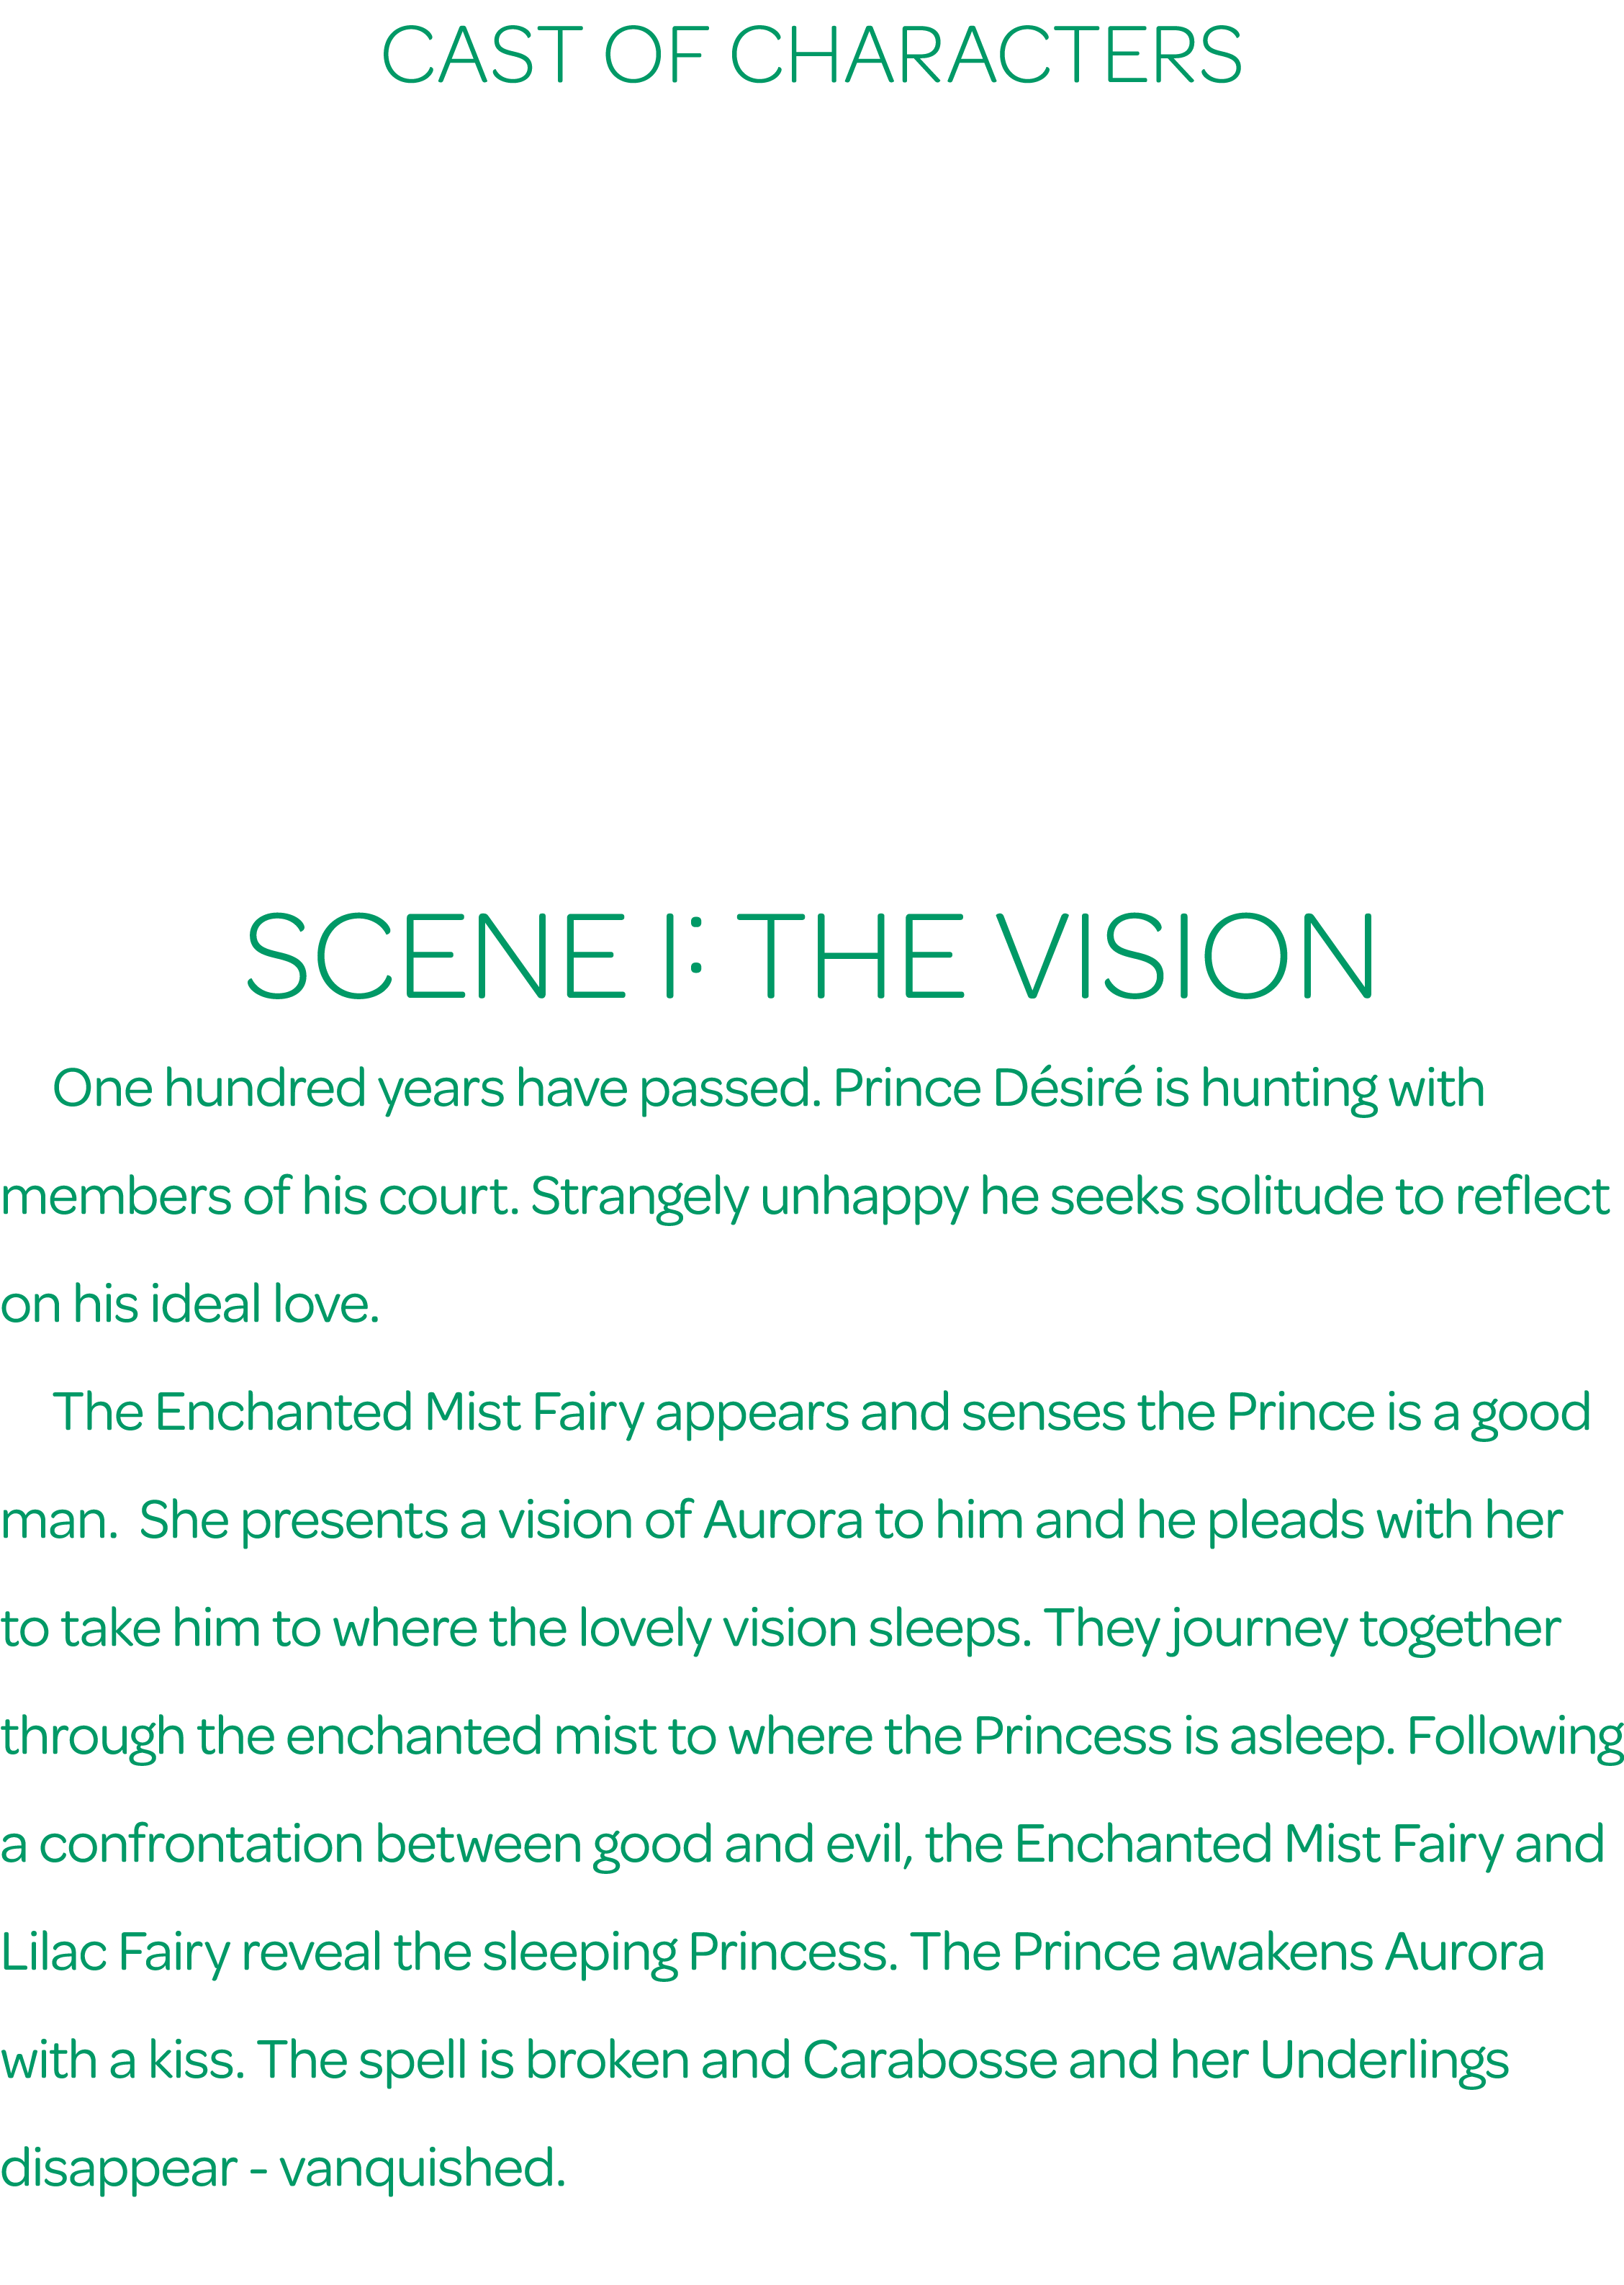 CAST OF CHARACTERS
SCENE I: THE VISION
One hundred years have passed. Prince Désiré is hunting with
members of his court. Strangely unhappy he seeks solitude to reflect
on his ideal love.
The Enchanted Mist Fairy appears and senses the Prince is a good
man.  She presents a vision of Aurora to him and he pleads with her
to take him to where the lovely vision sleeps. They journey together
through the enchanted mist to where the Princess is asleep. Following
a confrontation between good and evil, the Enchanted Mist Fairy and
Lilac Fairy reveal the sleeping Princess. The Prince awakens Aurora
with a kiss. The spell is broken and Carabosse and her Underlings
disappear - vanquished.